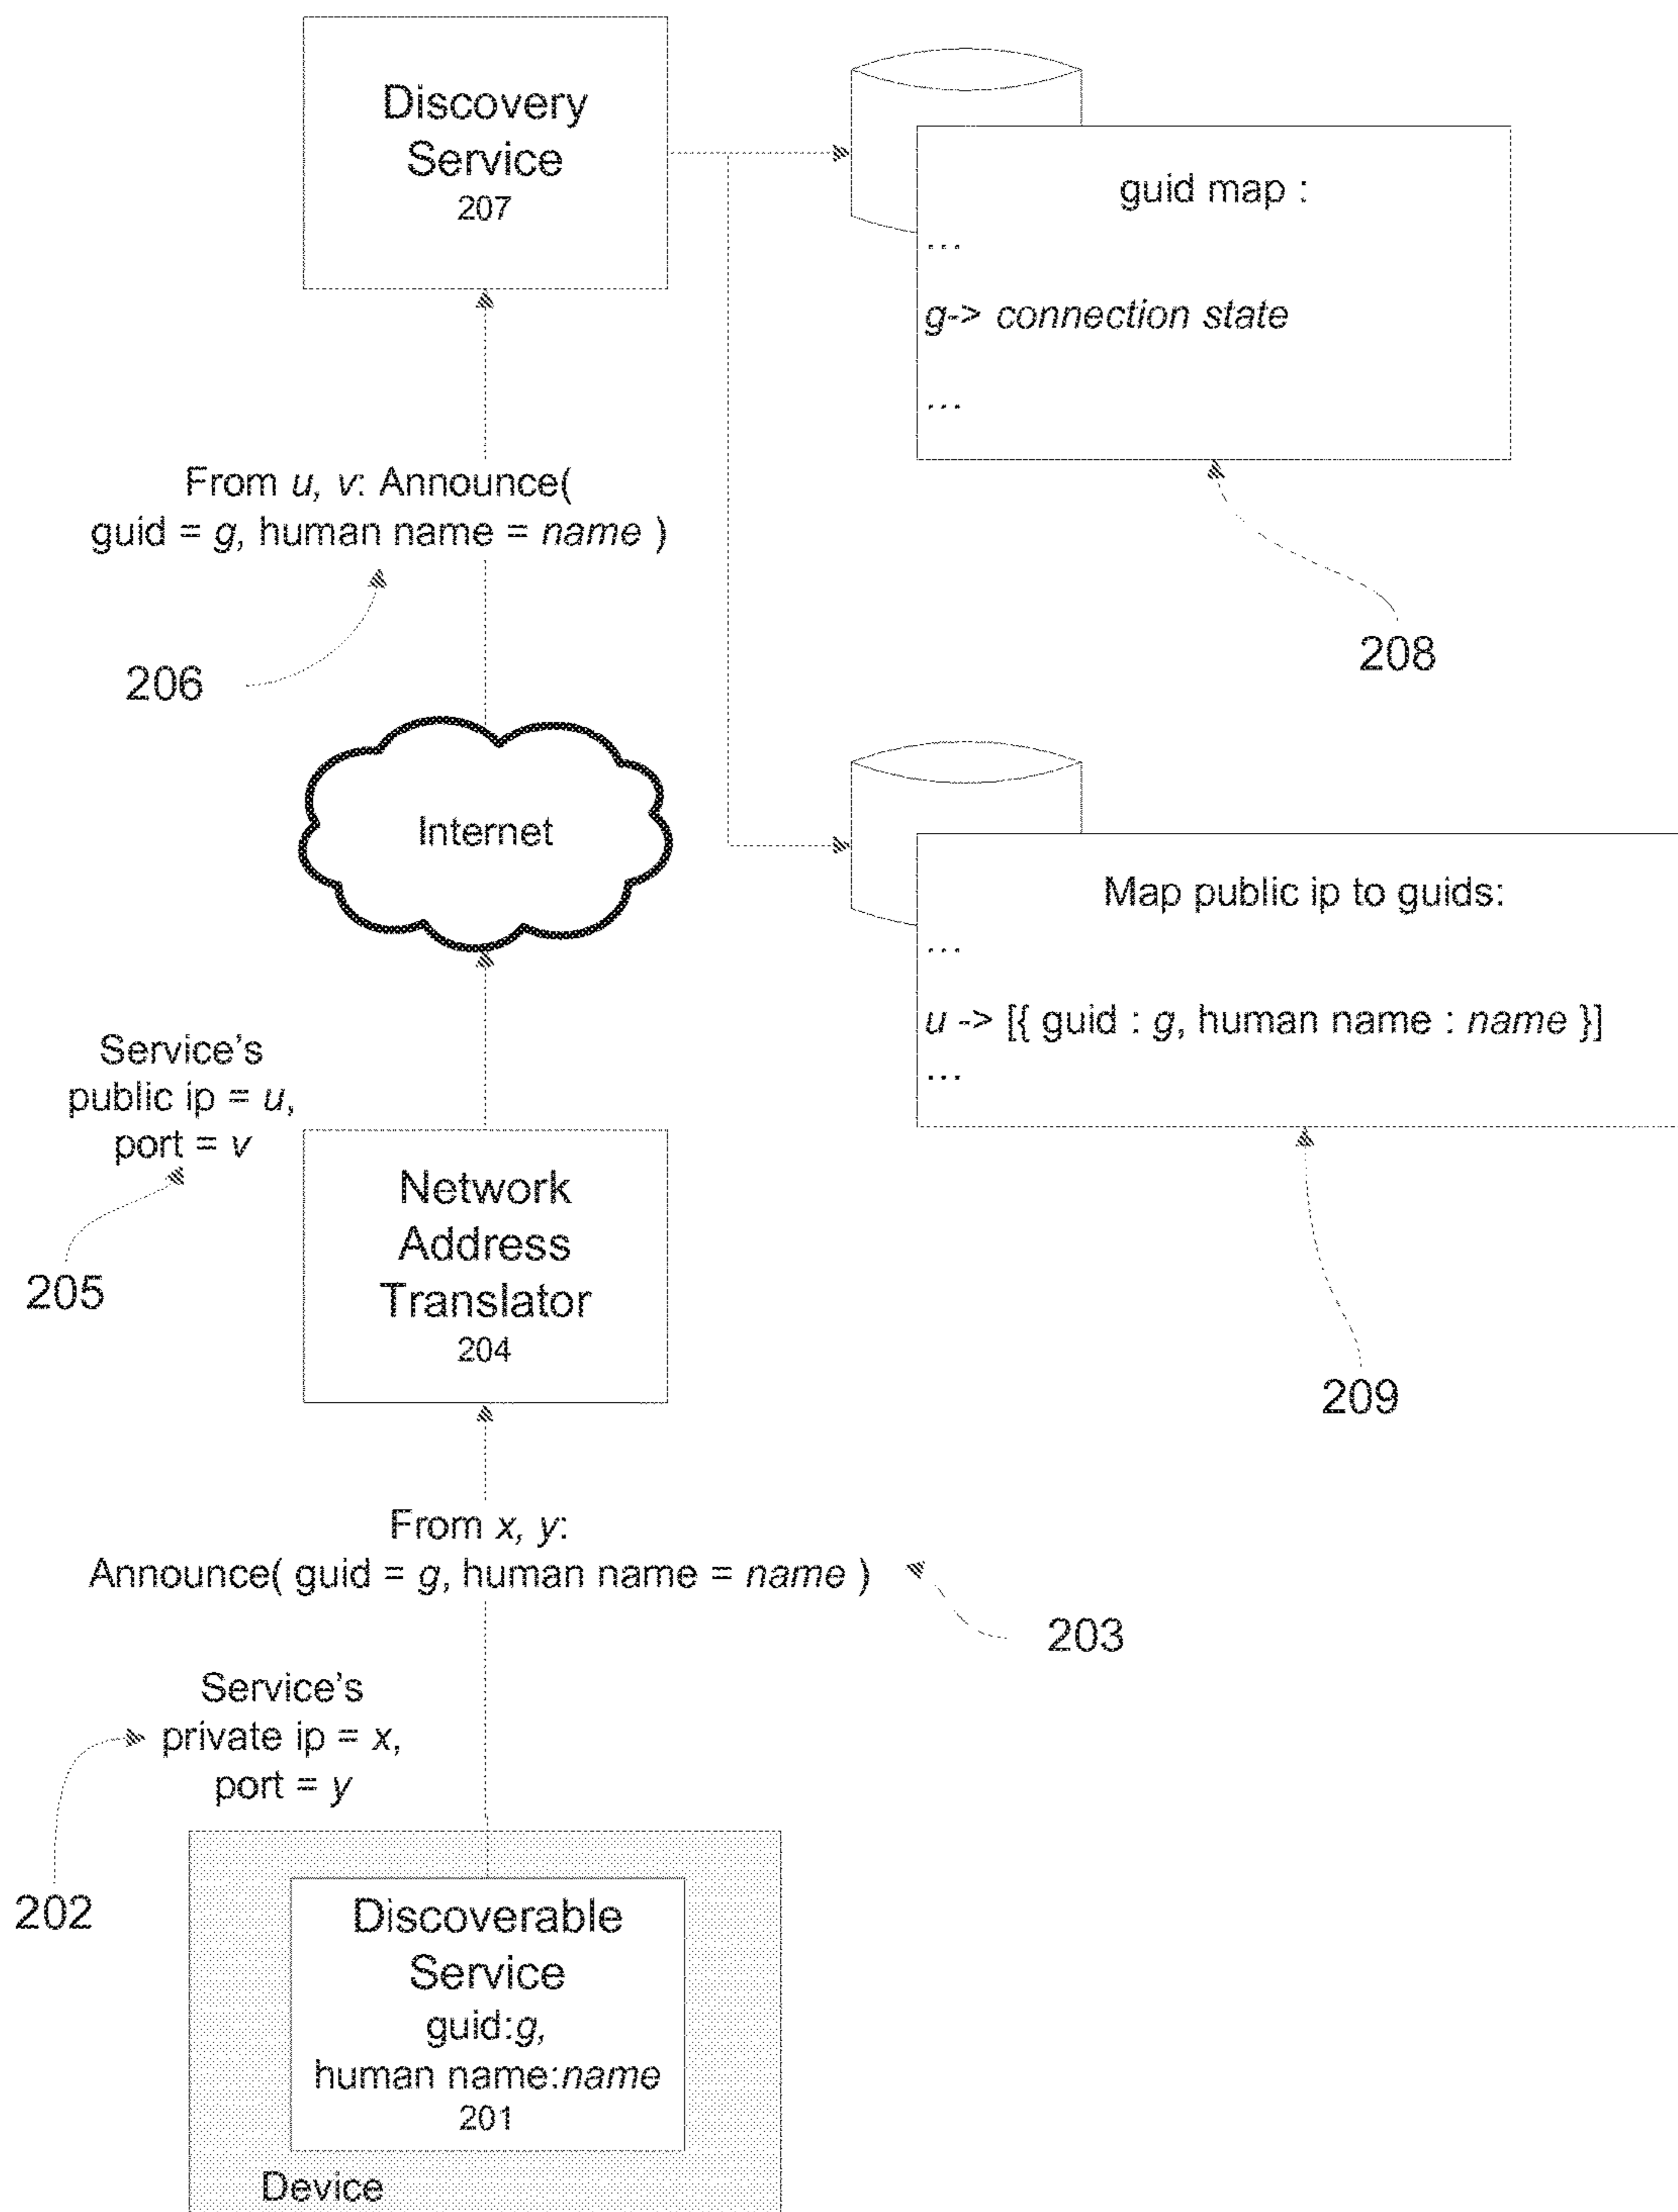 Discovery
Service
207
guid map :
...
g-> connection state
...
From u, v: Announce(
guid = g, human name = name )
208
206
Internet
Map public ip to guids:
...
u -> [{ guid : g, human name : name }]
...
Service's
public ip = u,
port = v
205
Network
Address
Translator
204
209
From x, y:
Announce( guid = g, human name = name )
203
Service's
private ip = x,
port = y
202
Discoverable
Service
guid:g,
human name:name
201
Device